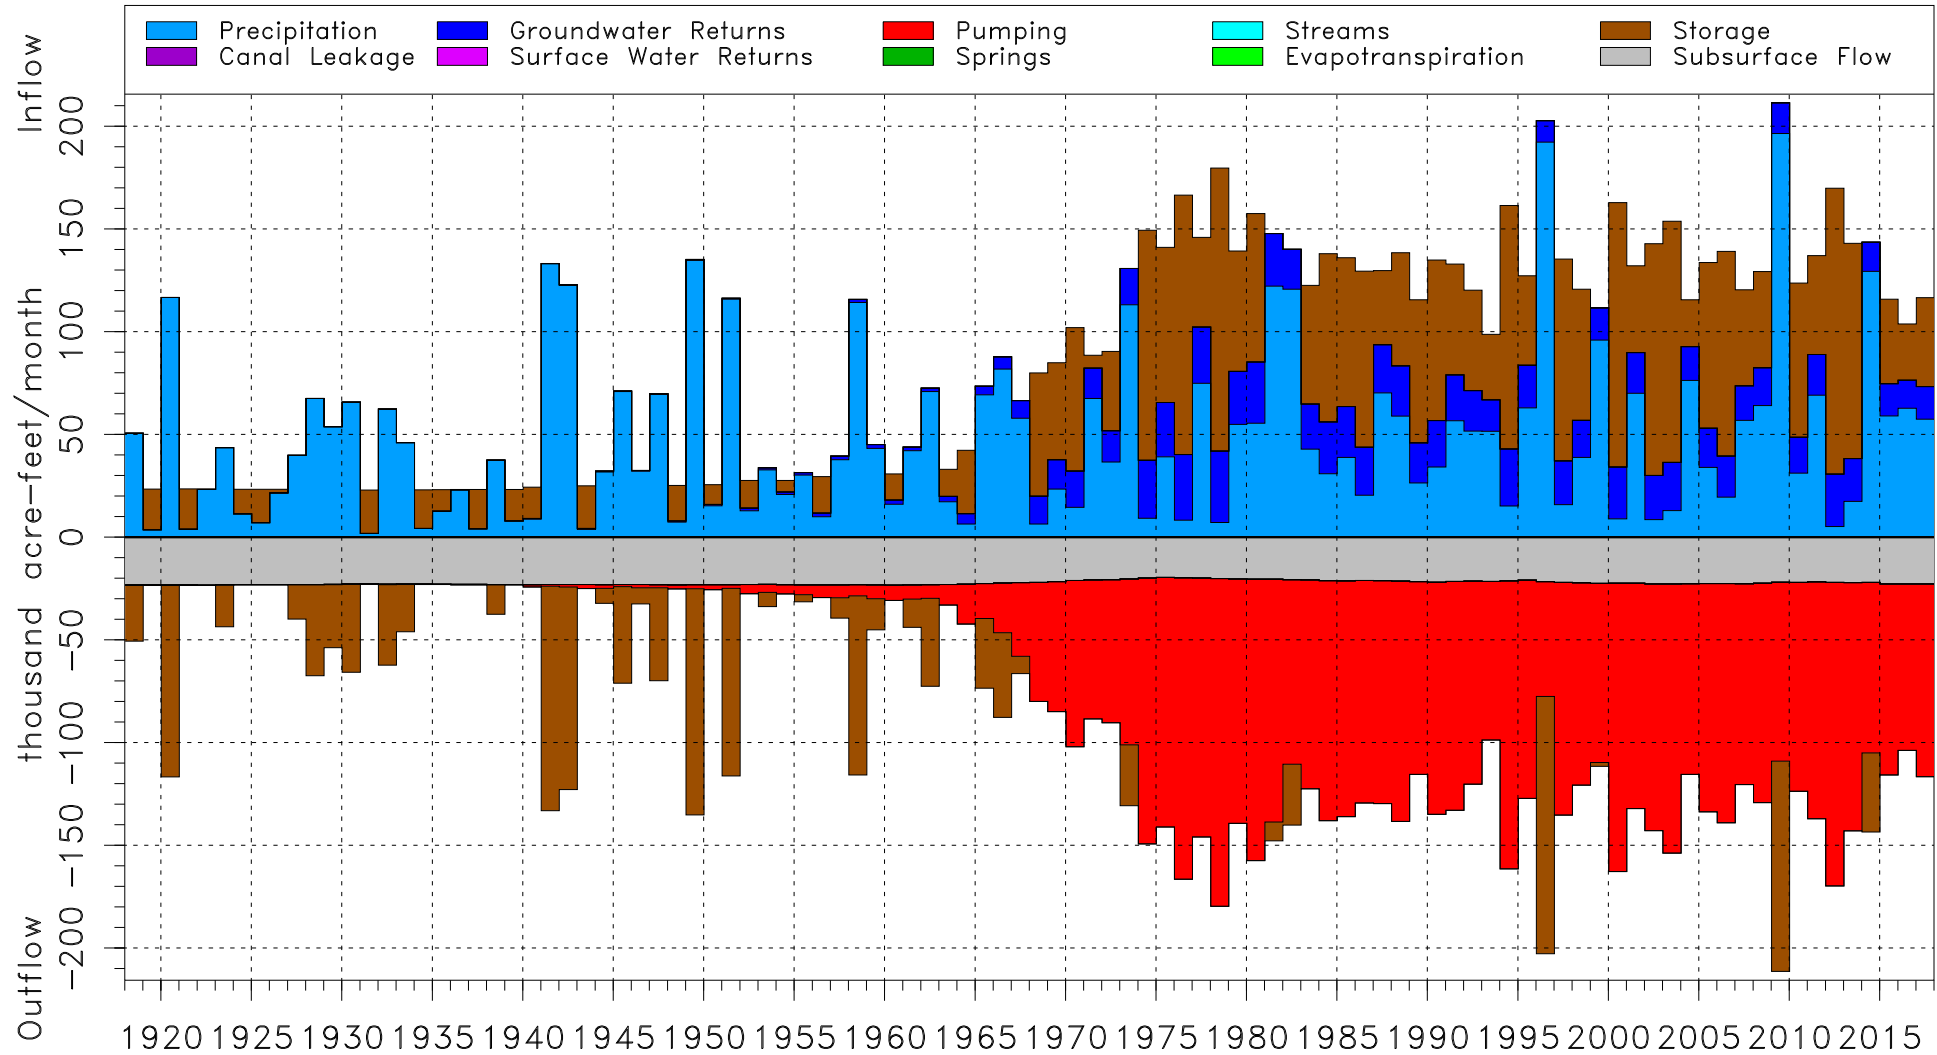 Precipitation Groundwater Returns Pumping Streams Storage
Canal Leakage Surface Water Returns Springs Evapotranspiration Subsurface Flow
Outflow thousand acre-feet/month Inflow
200
150
100
50
0
-50
-100
-150
-200
1920 1925 1930 1935 1940 1945 1950 1955 1960 1965 1970 1975 1980 1985 1990 1995 2000 2005 2010 2015